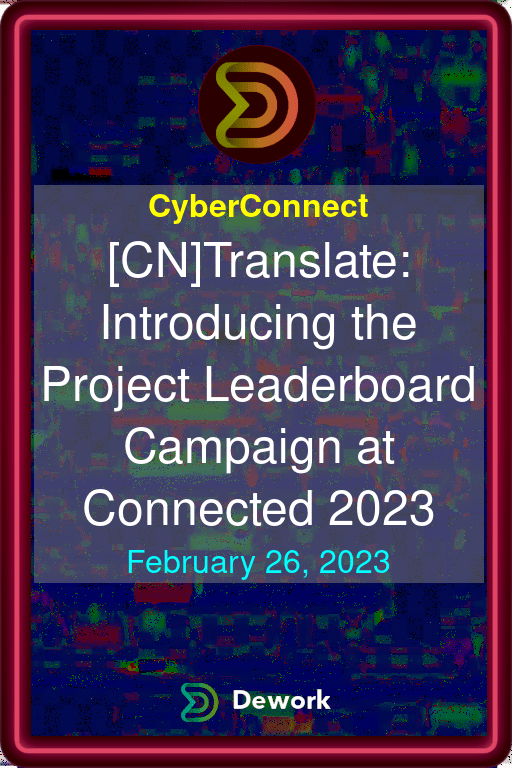 CyberConnect
[CN]Translate:
Introducing the
Project Leaderboard
Campaign at
Connected 2023
February 26, 2023
Dework